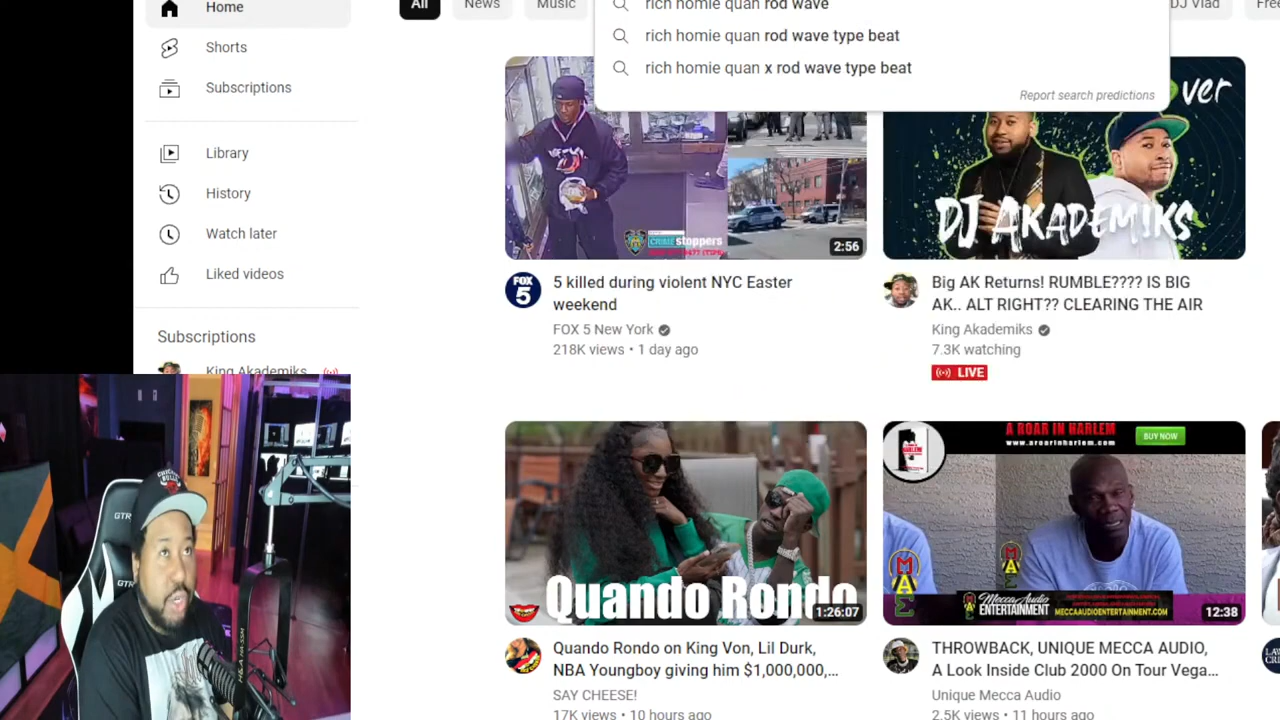 Home
Shorts
Subscriptions
Library
History
Watch later
Liked videos
Subscriptions
King Akademiks
All
News
Music
DJ Vlad
rich homie quan rod wave
rich homie quan rod wave type beat
rich homie quan x rod wave type beat
Report search predictions
CRIME stoppers
2:56
FOX 5
5 killed during violent NYC Easter
weekend
FOX 5 New York
218K views • 1 day ago
ver
DJ AKADEMIKS
Big AK Returns! RUMBLE???? IS BIG
AK.. ALT RIGHT?? CLEARING THE AIR
King Akademiks
7.3K watching
LIVE
Quando Rondo
1:26:07
Quando Rondo on King Von, Lil Durk,
NBA Youngboy giving him $1,000,000,...
SAY CHEESE!
17K views • 10 hours ago
A ROAR IN HARLEM
www.aroarinharlem.com
BUY NOW
MAE
Mecca Audio
ENTERTAINMENT
MECCAAUDIOENTERTAINMENT.COM
12:38
THROWBACK, UNIQUE MECCA AUDIO,
A Look Inside Club 2000 On Tour Vega...
Unique Mecca Audio
2.5K views • 11 hours ago
CHICAGO
BULLS
GTR
GTR